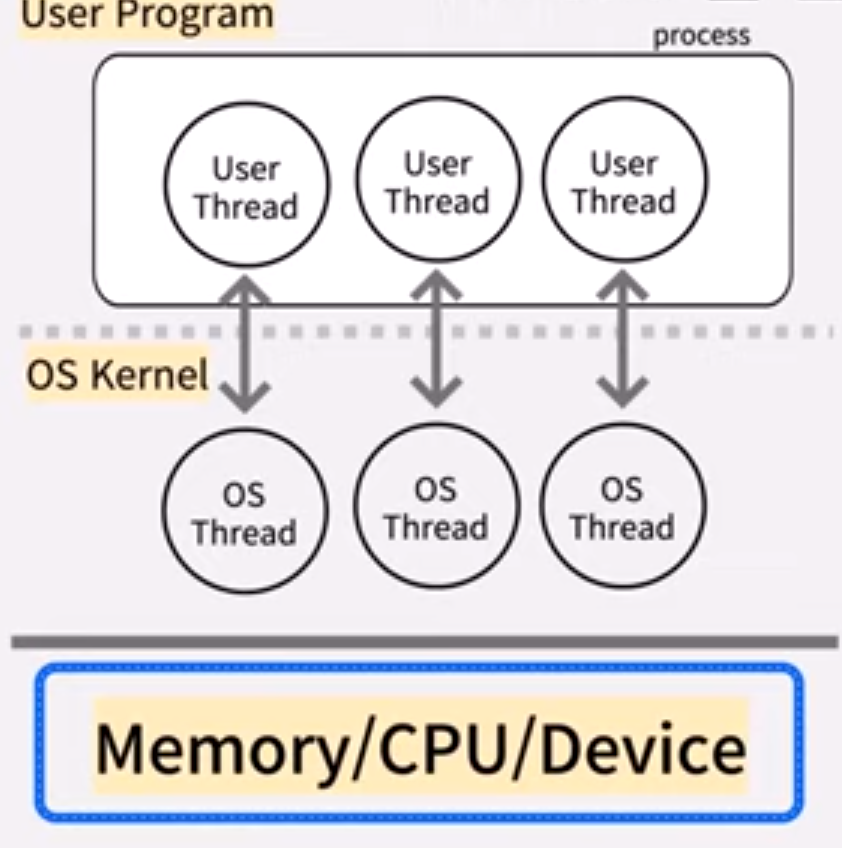 User Program
process
User
Thread
User
Thread
User
Thread
OS Kernel
OS
Thread
OS
Thread
OS
Thread
Memory/CPU/Device